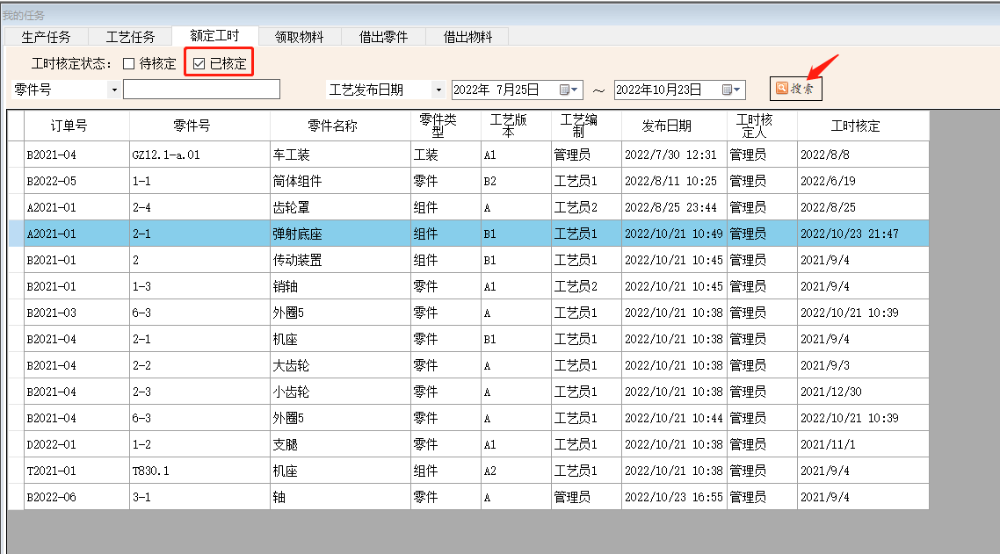 我的任务
生产任务 工艺任务 额定工时 领取物料 借出零件 借出物料
工时核定状态： 待核定 已核定
零件号 工艺发布日期 2022年 7月25日 ～ 2022年10月23日 搜索
订单号 零件号 零件名称 零件类型 工艺版本 工艺编制 发布日期 工时核定人 工时核定
B2021-04 GZ12.1-a.01 车工装 工装 A1 管理员 2022/7/30 12:31 管理员 2022/8/8
B2022-05 1-1 筒体组件 零件 B2 工艺员1 2022/8/11 10:25 管理员 2022/6/19
A2021-01 2-4 齿轮罩 组件 A 工艺员2 2022/8/25 23:44 管理员 2022/8/25
A2021-01 2-1 弹射底座 组件 B1 工艺员1 2022/10/21 10:49 管理员 2022/10/23 21:47
B2021-01 2 传动装置 组件 B1 工艺员1 2022/10/21 10:45 管理员 2021/9/4
B2021-01 1-3 销轴 零件 A1 工艺员2 2022/10/21 10:45 管理员 2021/9/4
B2021-03 6-3 外圈5 零件 A 工艺员1 2022/10/21 10:38 管理员 2022/10/21 10:39
B2021-04 2-1 机座 零件 B1 工艺员1 2022/10/21 10:38 管理员 2021/9/4
B2021-04 2-2 大齿轮 零件 A 工艺员1 2022/10/21 10:38 管理员 2021/9/3
B2021-04 2-3 小齿轮 零件 A 工艺员1 2022/10/21 10:38 管理员 2021/12/30
B2021-04 6-3 外圈5 零件 A 工艺员1 2022/10/21 10:44 管理员 2022/10/21 10:39
D2022-01 1-2 支腿 零件 A1 工艺员1 2022/10/21 10:38 管理员 2021/11/1
T2021-01 T830.1 机座 组件 A2 工艺员1 2022/10/21 10:38 管理员 2021/9/4
B2022-06 3-1 轴 零件 A 管理员 2022/10/23 16:55 管理员 2021/9/4